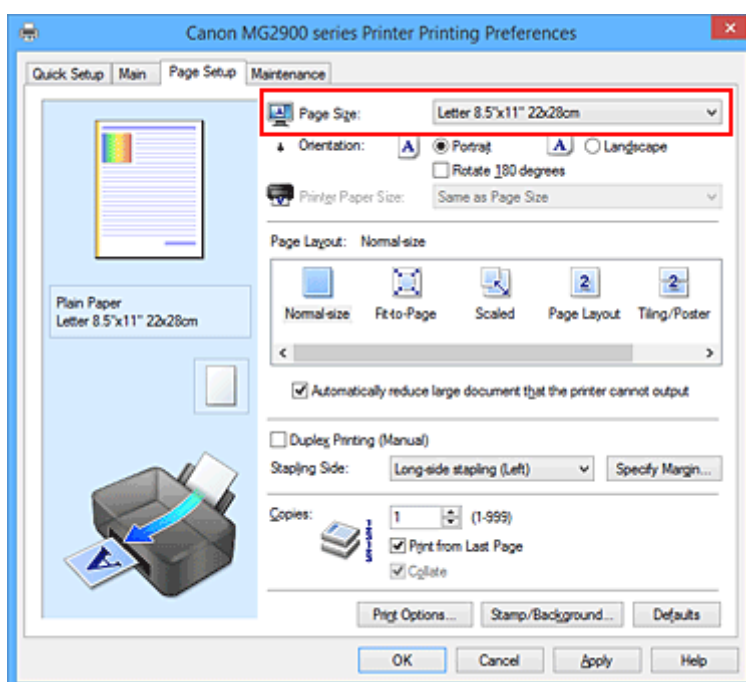 Canon MG2900 series Printer Printing Preferences
Quick Setup Main Page Setup Maintenance
Page Size: Letter 8.5"x11" 22x28cm
Orientation: A Portrait A Landscape
Rotate 180 degrees
Printer Paper Size: Same as Page Size
Page Layout: Normal-size
2 2
Normal-size Fit-to-Page Scaled Page Layout Tiling/Poster
Plain Paper
Letter 8.5"x11" 22x28cm
Automatically reduce large document that the printer cannot output
Duplex Printing (Manual)
Stapling Side: Long-side stapling (Left) Specify Margin...
Copies: 1 (1-999)
Print from Last Page
Collate
A
Print Options... Stamp/Background... Defaults
OK Cancel Apply Help